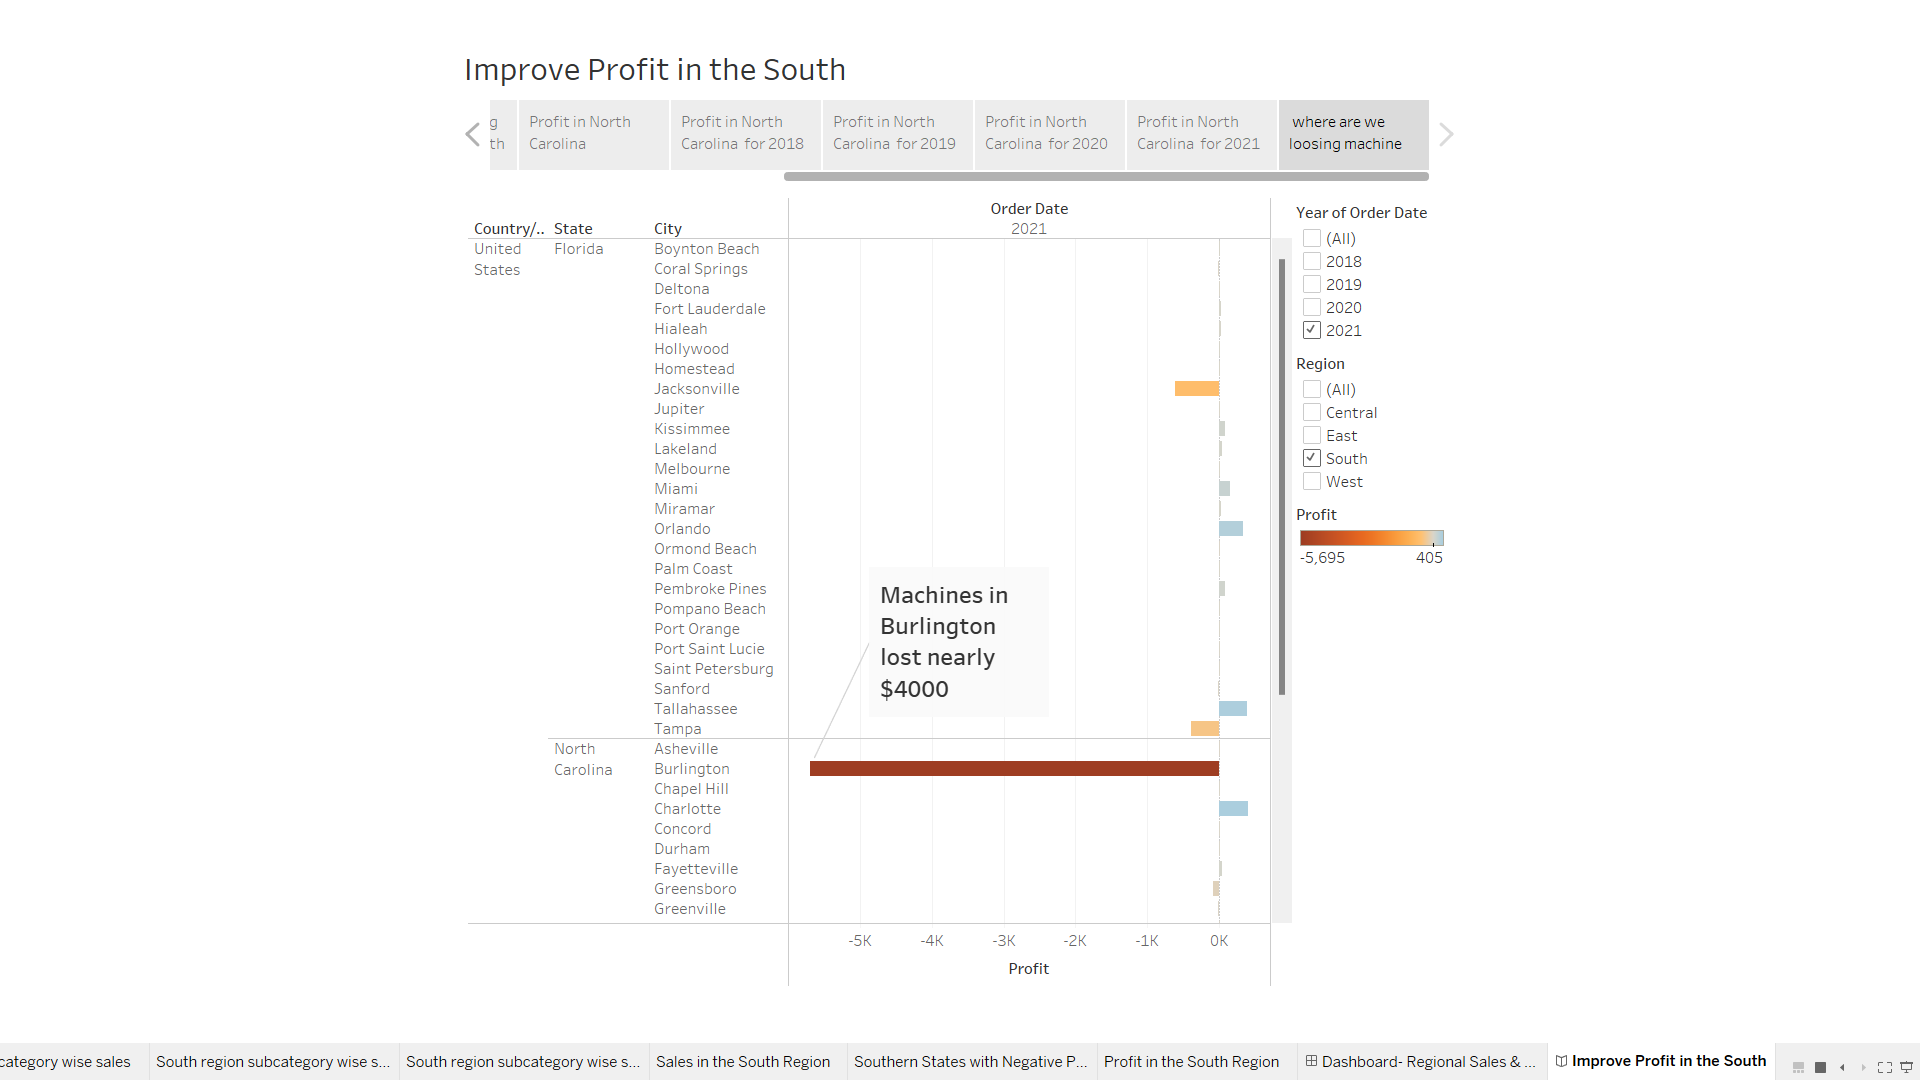 Improve Profit in the South
g
th
Profit in North
Carolina
Profit in North
Carolina for 2018
Profit in North
Carolina for 2019
Profit in North
Carolina for 2020
Profit in North
Carolina for 2021
where are we
loosing machine
Order Date
Country/.. State City 2021
United States
Florida
Boynton Beach
Coral Springs
Deltona
Fort Lauderdale
Hialeah
Hollywood
Homestead
Jacksonville
Jupiter
Kissimmee
Lakeland
Melbourne
Miami
Miramar
Orlando
Ormond Beach
Palm Coast
Pembroke Pines
Pompano Beach
Port Orange
Port Saint Lucie
Saint Petersburg
Sanford
Tallahassee
Tampa
North
Carolina
Asheville
Burlington
Chapel Hill
Charlotte
Concord
Durham
Fayetteville
Greensboro
Greenville
Machines in
Burlington
lost nearly
$4000
-5K -4K -3K -2K -1K 0K
Profit
Year of Order Date
(All)
2018
2019
2020
2021
Region
(All)
Central
East
South
West
Profit
-5,695 405
category wise sales
South region subcategory wise s...
South region subcategory wise s...
Sales in the South Region
Southern States with Negative P...
Profit in the South Region
Dashboard- Regional Sales & ...
Improve Profit in the South